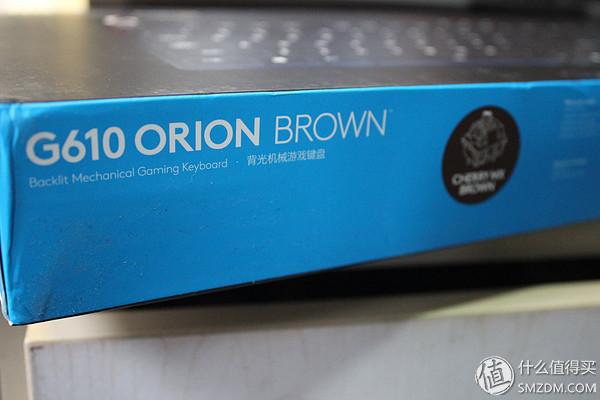 G610 ORION BROWN™
Backlit Mechanical Gaming Keyboard · 背光机械游戏键盘
CHERRY MX
BROWN
值 什么值得买
SMZDM.COM